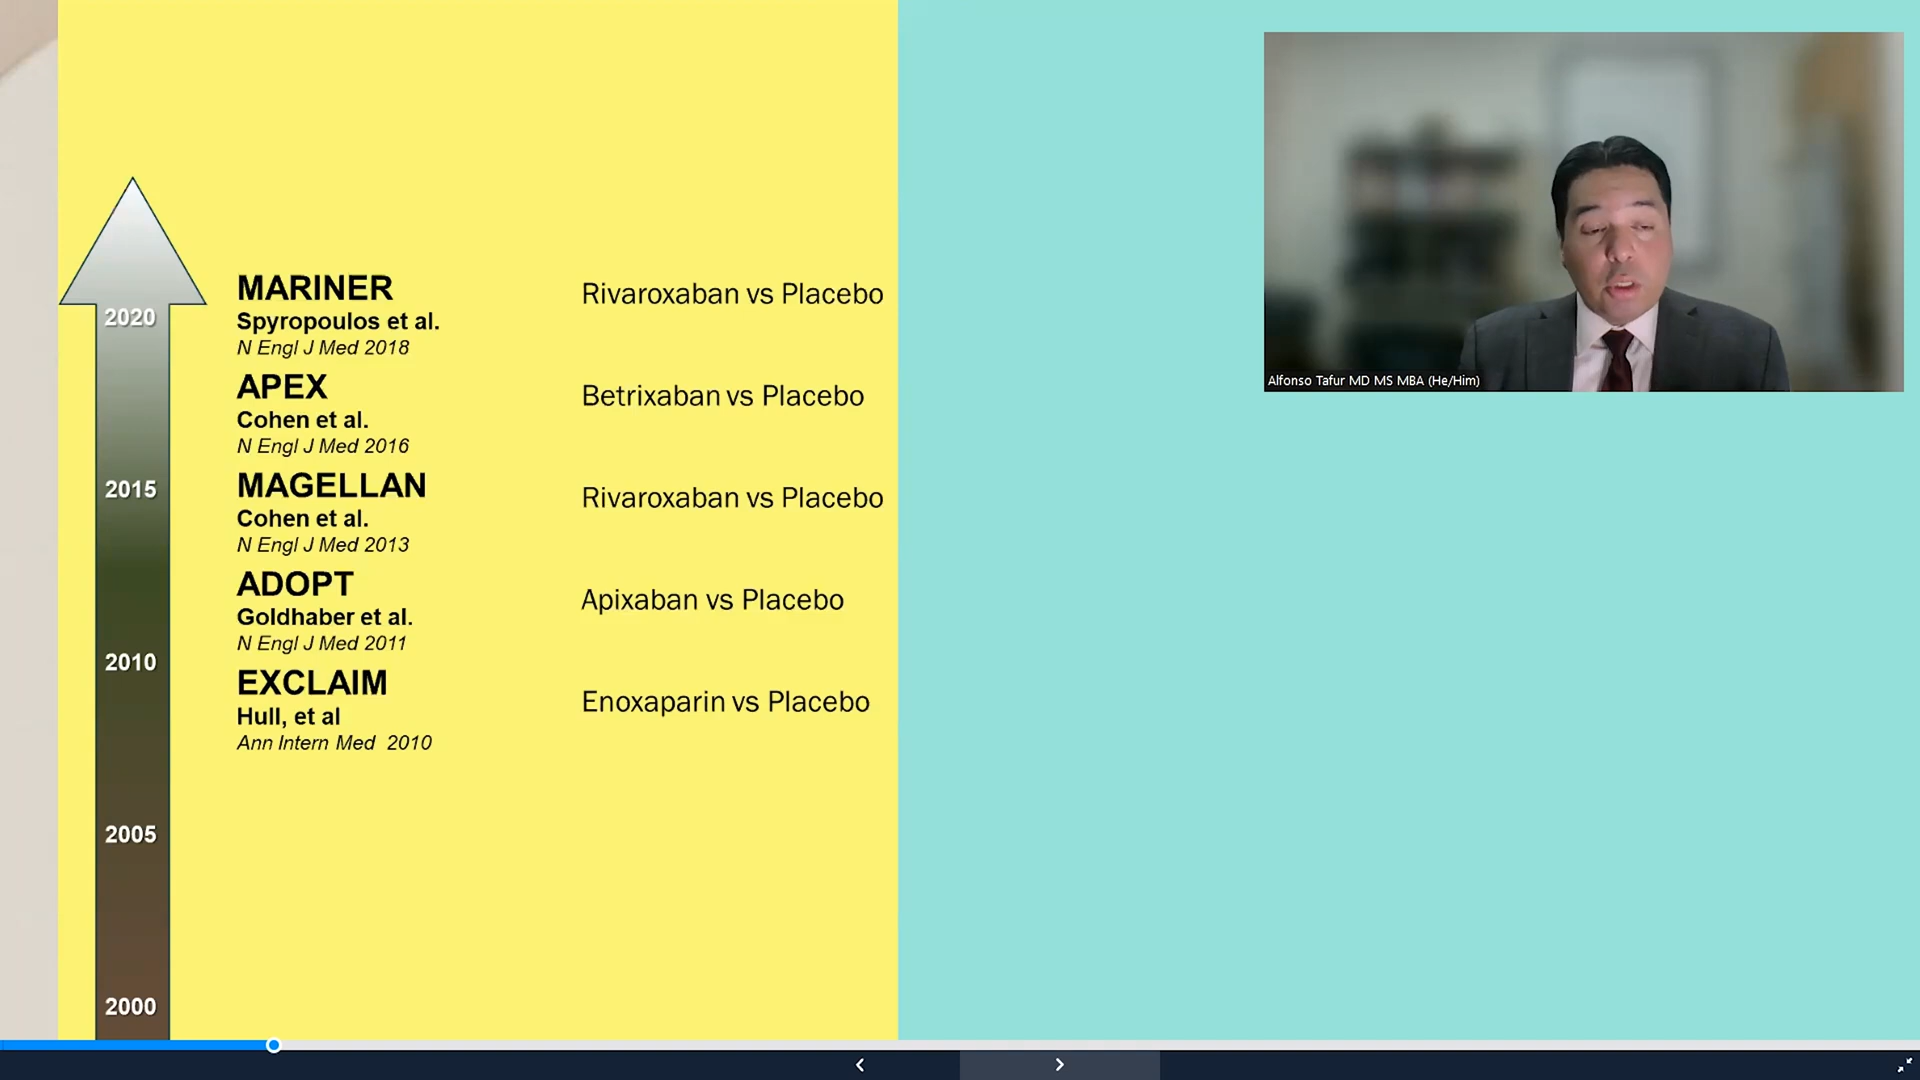 MARINER
Spyropoulos et al.
N Engl J Med 2018
Rivaroxaban vs Placebo
APEX
Cohen et al.
N Engl J Med 2016
Betrixaban vs Placebo
MAGELLAN
Cohen et al.
N Engl J Med 2013
Rivaroxaban vs Placebo
ADOPT
Goldhaber et al.
N Engl J Med 2011
Apixaban vs Placebo
EXCLAIM
Hull, et al
Ann Intern Med 2010
Enoxaparin vs Placebo
2020
2015
2010
2005
2000
Alfonso Tafur MD MS MBA (He/Him)